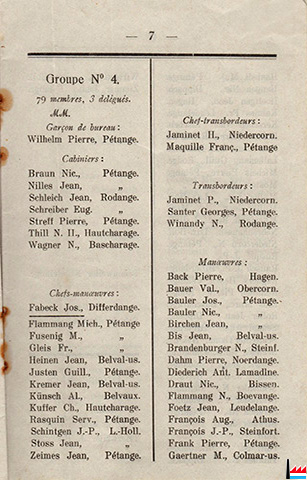 — 7 —
Groupe Nº 4.
79 membres, 3 délégués.
MM.
Garçon de bureau :
Wilhelm Pierre, Pétange.
Cabiniers :
Braun Nic., Pétange.
Nilles Jean, „
Schleich Jean, Rodange.
Schreiber Eug. „
Streff Pierre, Pétange.
Thill N. II., Hautcharage.
Wagner N., Bascharage.
Chefs-manœuvres :
Fabeck Jos., Differdange.
Flammang Mich., Pétange
Fusenig M., „
Gleis Fr., „
Heinen Jean, Belval-us.
Justen Guill., Pétange.
Kremer Jean, Belval-us.
Künsch Al., Belvaux.
Kuffer Ch., Hautcharage.
Rasquin Serv., Pétange.
Schintgen J.-P., L.-Holl.
Stoss Jean, „
Zeimes Jean, Pétange.
Chef-transbordeurs :
Jaminet H., Niedercorn.
Maquille Franç., Pétange
Transbordeurs :
Jaminet P., Niedercorn.
Santer Georges, Pétange.
Winandy N., Rodange.
Manœuvres :
Back Pierre, Hagen.
Bauer Val., Obercorn.
Bauler Jos., Pétange.
Bauler Nic., „
Birchen Jean, „
Bis Jean, Belval-us.
Brandenburger N., Steinf.
Dahm Pierre, Noerdange.
Diederich Ant. Lamadine.
Draut Nic., Bissen.
Flammang N., Boevange.
Foetz Jean, Leudelange.
François Aug., Athus.
François J.-P., Steinfort.
Frank Pierre, Pétange.
Gaertner M., Colmar-us.